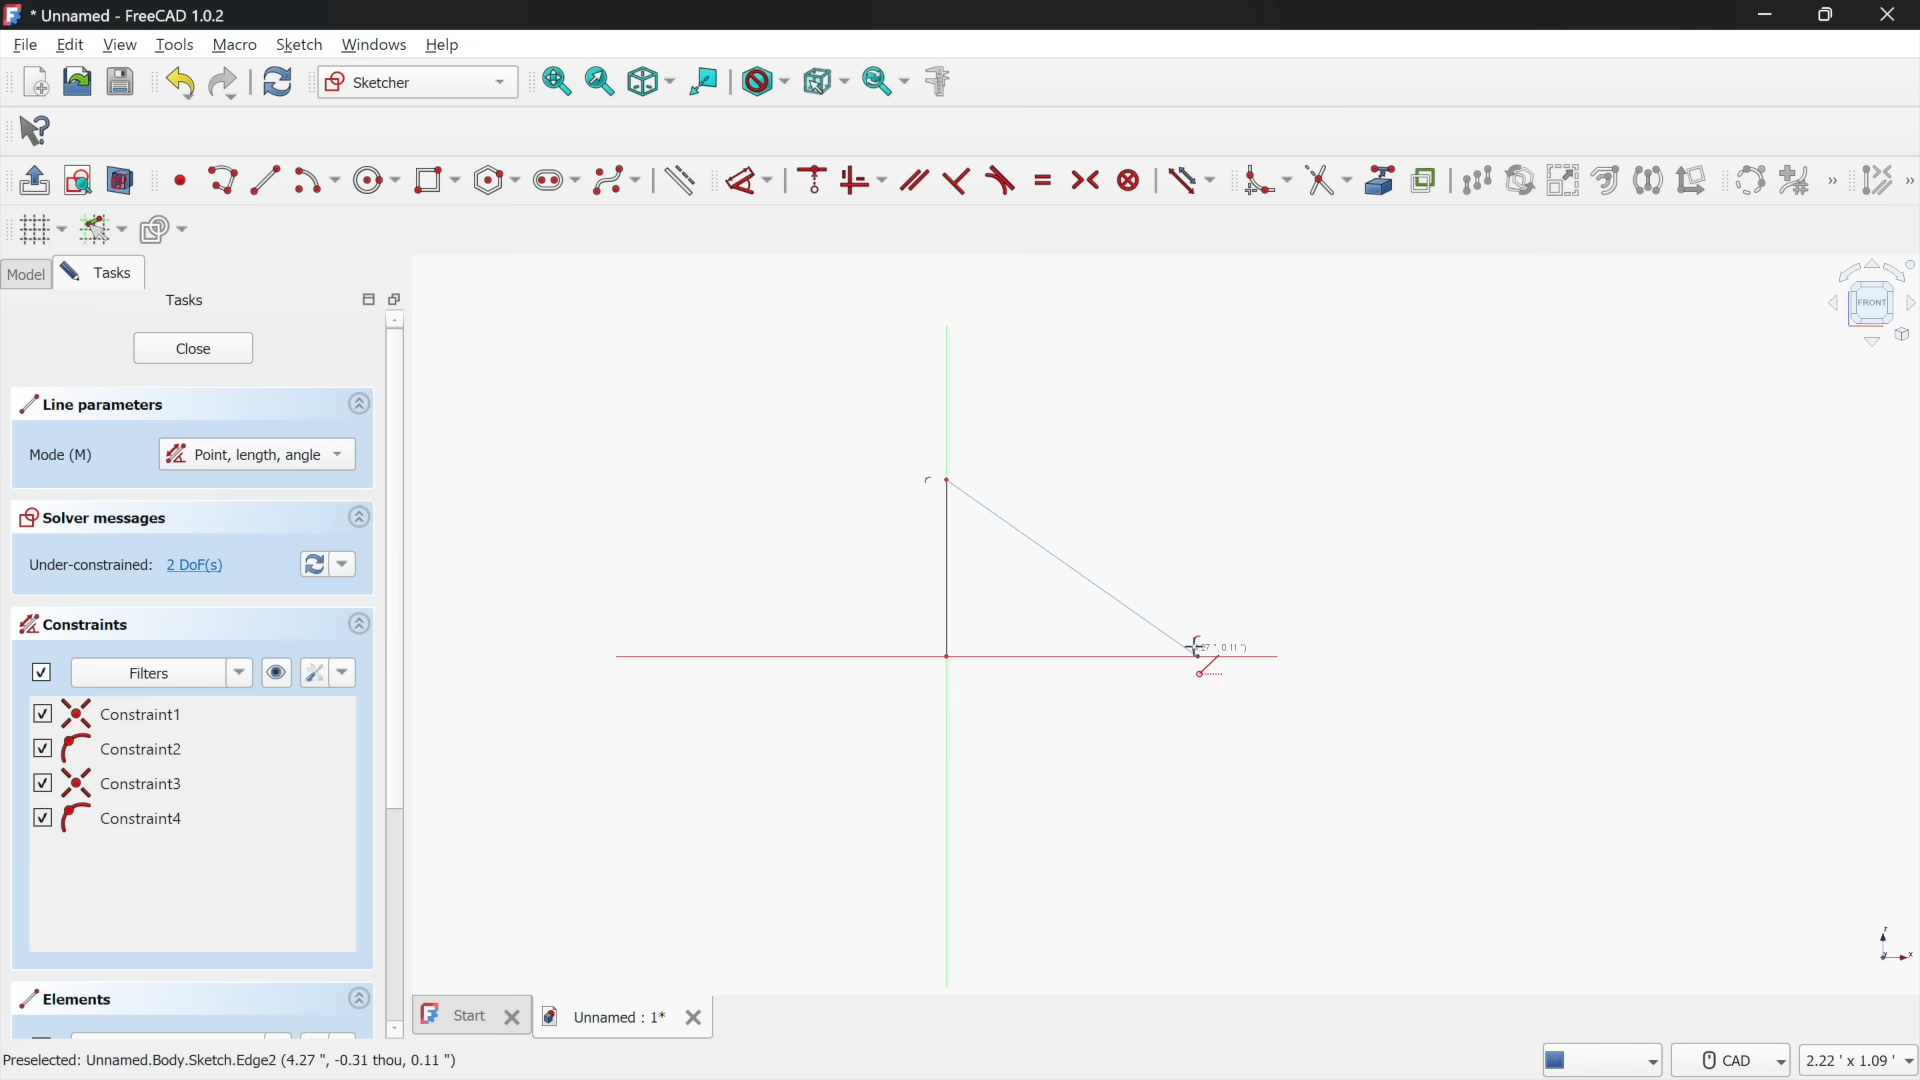 * Unnamed - FreeCAD 1.0.2
File Edit View Tools Macro Sketch Windows Help
Sketcher
Model Tasks
Tasks
Close
Line parameters
Mode (M) Point, length, angle
Solver messages
Under-constrained: 2 DoF(s)
Constraints
Filters
Constraint1
Constraint2
Constraint3
Constraint4
Elements
FRONT
0.11 ")
z
x
Start Unnamed : 1*
Preselected: Unnamed.Body.Sketch.Edge2 (4.27 ", -0.31 thou, 0.11 ")
CAD 2.22 ' x 1.09 '